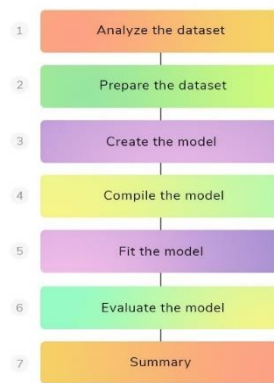 1 Analyze the dataset
2 Prepare the dataset
3 Create the model
4 Compile the model
5 Fit the model
6 Evaluate the model
7 Summary